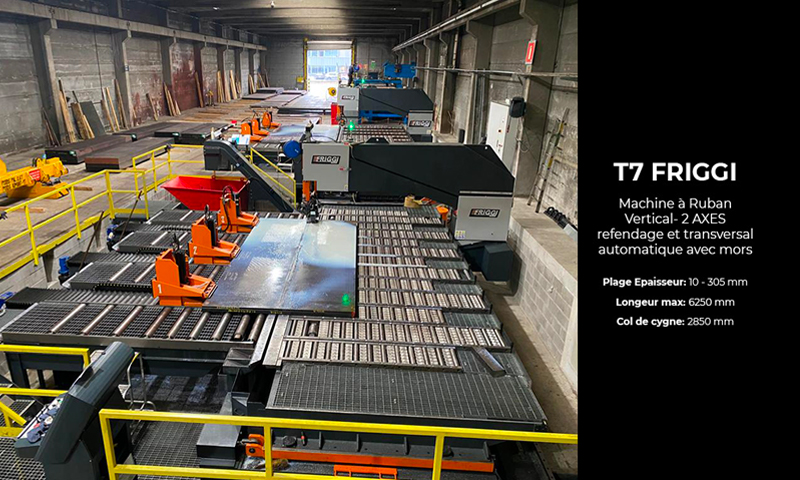 FRIGGI
FRIGGI
T7 FRIGGI
Machine à Ruban
Vertical- 2 AXES
refendage et transversal
automatique avec mors
Plage Epaisseur: 10 - 305 mm
Longeur max: 6250 mm
Col de cygne: 2850 mm